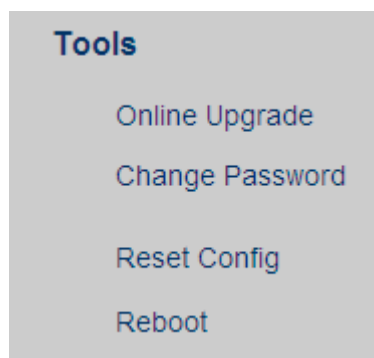 Tools
Online Upgrade
Change Password
Reset Config
Reboot